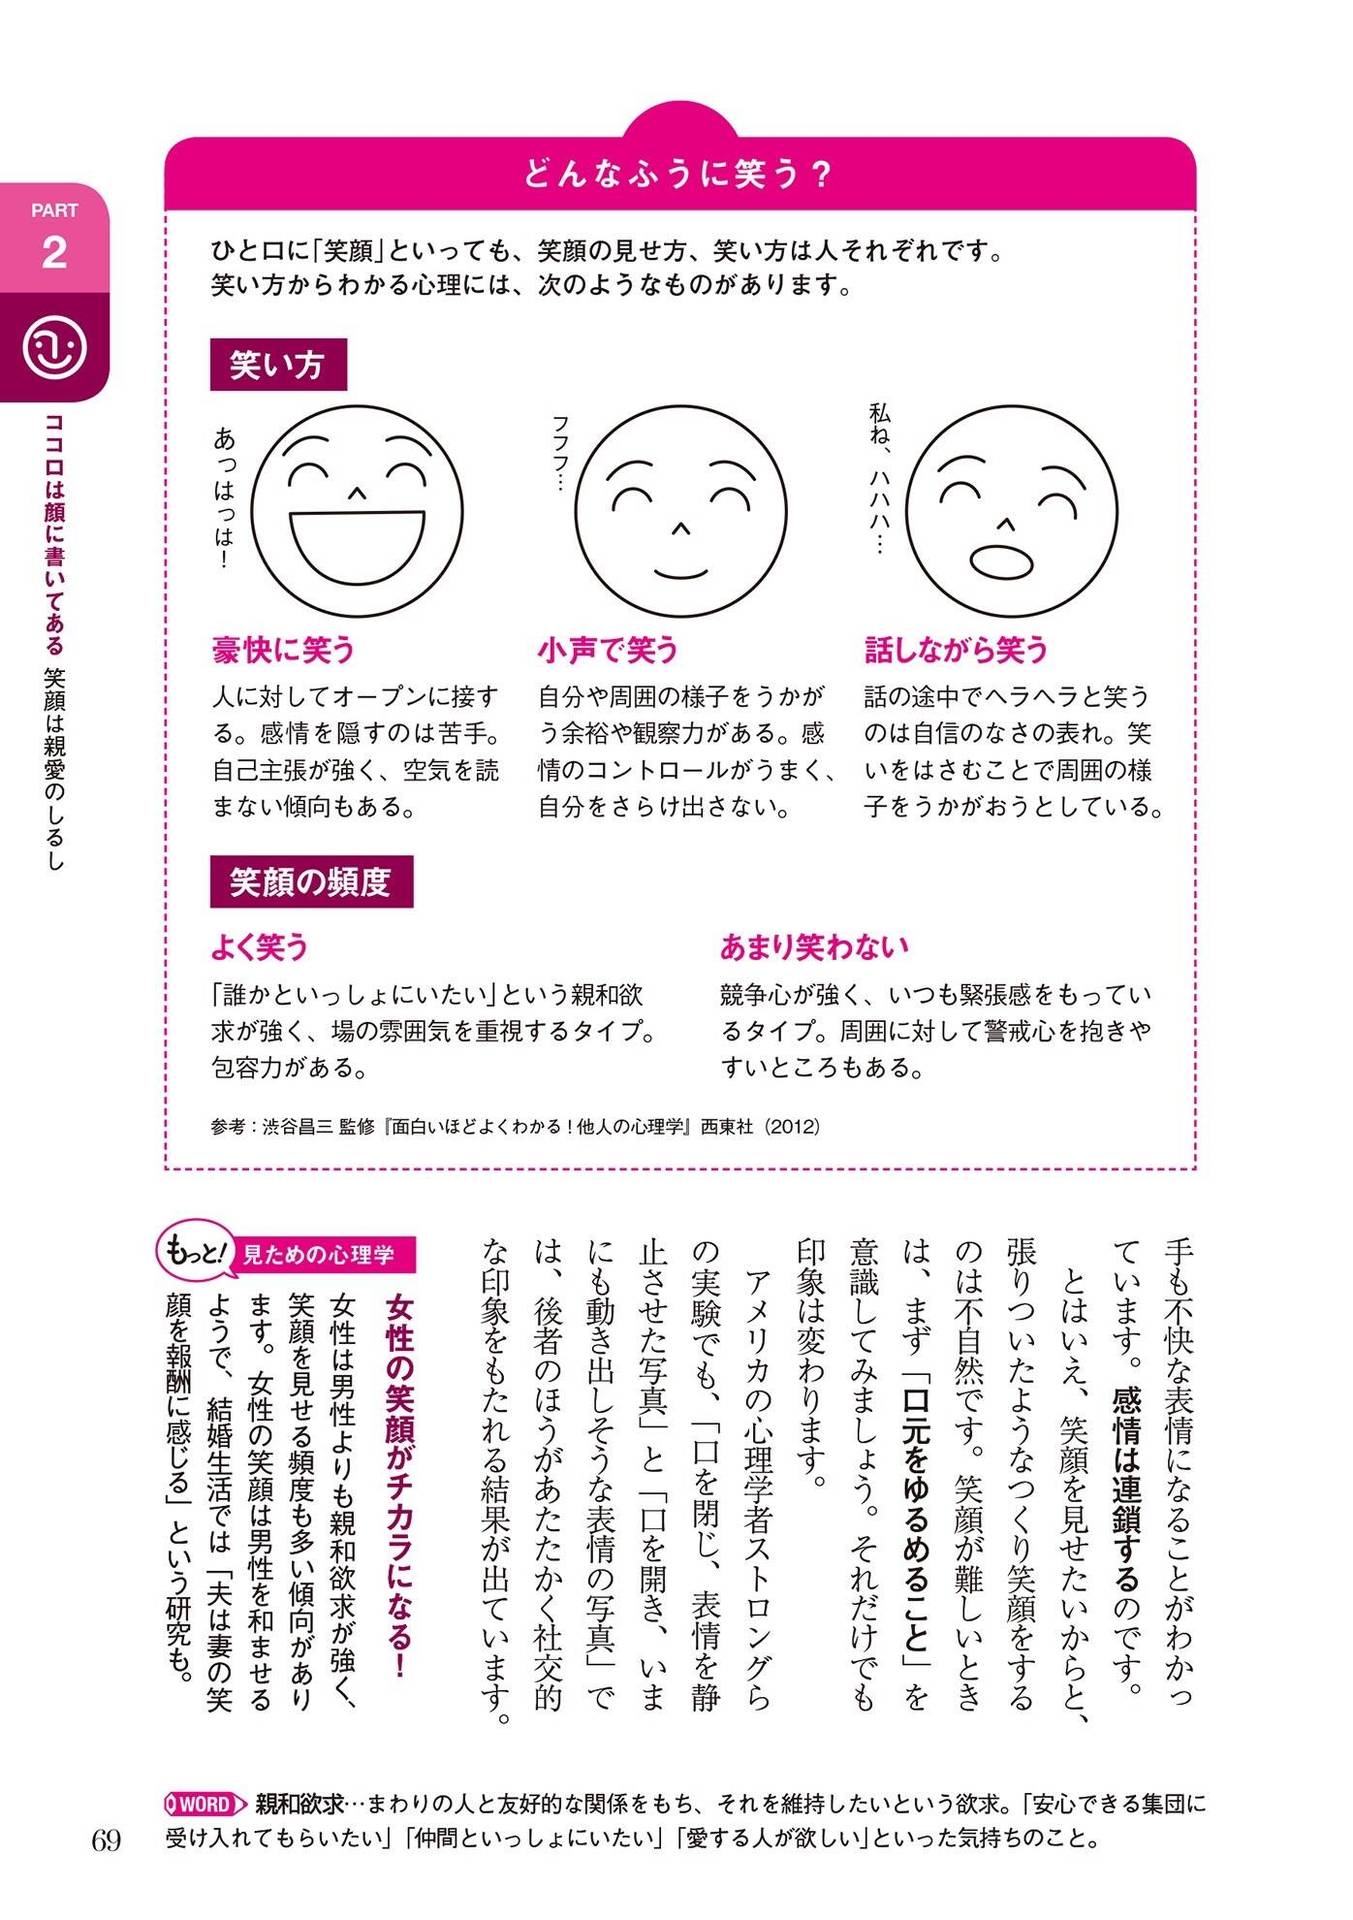 どんなふうに笑う？
ひと口に「笑顔」といっても、笑顔の見せ方、笑い方は人それぞれです。
笑い方からわかる心理には、次のようなものがあります。
笑い方
あっはっは！
豪快に笑う
人に対してオープンに接す
る。感情を隠すのは苦手。
自己主張が強く、空気を読
まない傾向もある。
フフフ…
小声で笑う
自分や周囲の様子をうかが
う余裕や観察力がある。感
情のコントロールがうまく、
自分をさらけ出さない。
私ね、ハハハ…
話しながら笑う
話の途中でヘラヘラと笑う
のは自信のなさの表れ。笑
いをはさむことで周囲の様
子をうかがおうとしている。
笑顔の頻度
よく笑う
「誰かといっしょにいたい」という親和欲
求が強く、場の雰囲気を重視するタイプ。
包容力がある。
あまり笑わない
競争心が強く、いつも緊張感をもってい
るタイプ。周囲に対して警戒心を抱きや
すいところもある。
参考：渋谷昌三 監修『面白いほどよくわかる！他人の心理学』西東社（2012）
PART
2
ココロは顔に書いてある 笑顔は親愛のしるし
手も不快な表情になることがわかっ
ています。感情は連鎖するのです。
とはいえ、笑顔を見せたいからと、
張りついたようなつくり笑顔をする
のは不自然です。笑顔が難しいとき
は、まず「口元をゆるめること」を
意識してみましょう。それだけでも
印象は変わります。
アメリカの心理学者ストロングら
の実験でも、「口を閉じ、表情を静
止させた写真」と「口を開き、いま
にも動き出しそうな表情の写真」で
は、後者のほうがあたたかく社交的
な印象をもたれる結果が出ています。
もっと！
見ための心理学
女性の笑顔がチカラになる！
女性は男性よりも親和欲求が強く、
笑顔を見せる頻度も多い傾向があり
ます。女性の笑顔は男性を和ませる
ようで、結婚生活では「夫は妻の笑
顔を報酬に感じる」という研究も。
WORD 親和欲求…まわりの人と友好的な関係をもち、それを維持したいという欲求。「安心できる集団に
受け入れてもらいたい」「仲間といっしょにいたい」「愛する人が欲しい」といった気持ちのこと。
69